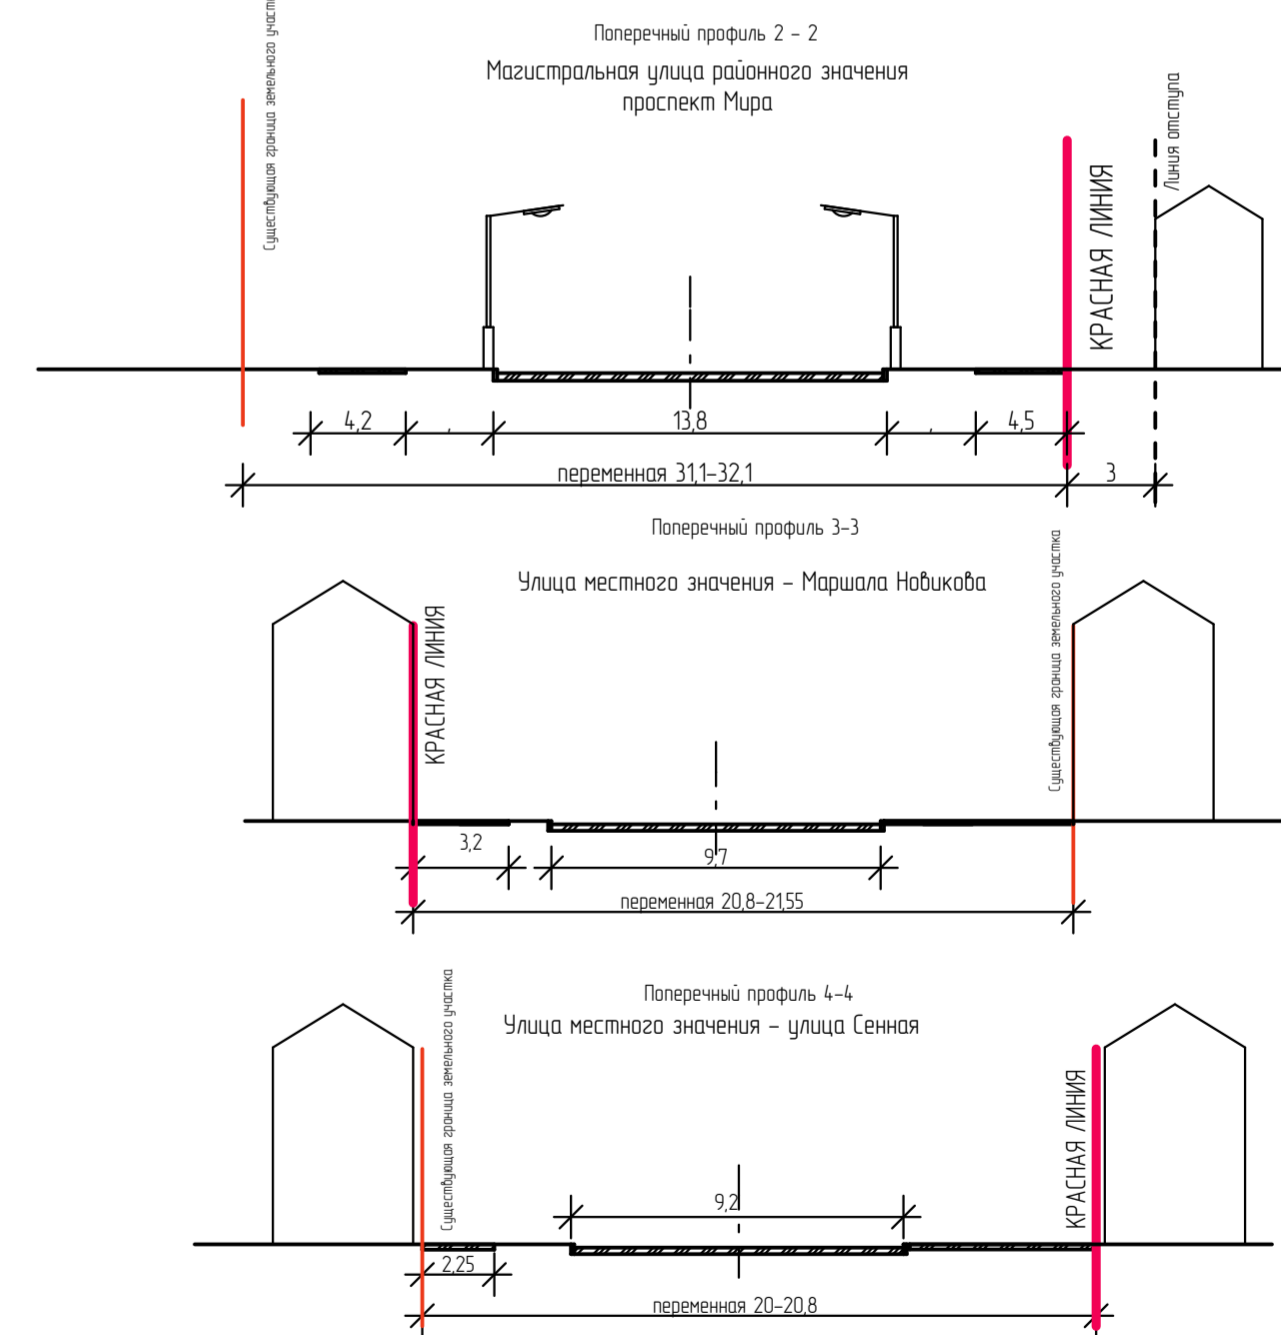 Поперечный профиль 2 - 2
Магистральная улица районного значения
проспект Мира
Существующая граница земельного участка
КРАСНАЯ ЛИНИЯ
Линия отступа
4,2
,
13,8
,
4,5
переменная 31,1-32,1
3
Поперечный профиль 3-3
Улица местного значения - Маршала Новикова
КРАСНАЯ ЛИНИЯ
Существующая граница земельного участка
3,2
9,7
переменная 20,8-21,55
Поперечный профиль 4-4
Улица местного значения - улица Сенная
Существующая граница земельного участка
КРАСНАЯ ЛИНИЯ
9,2
2,25
переменная 20-20,8